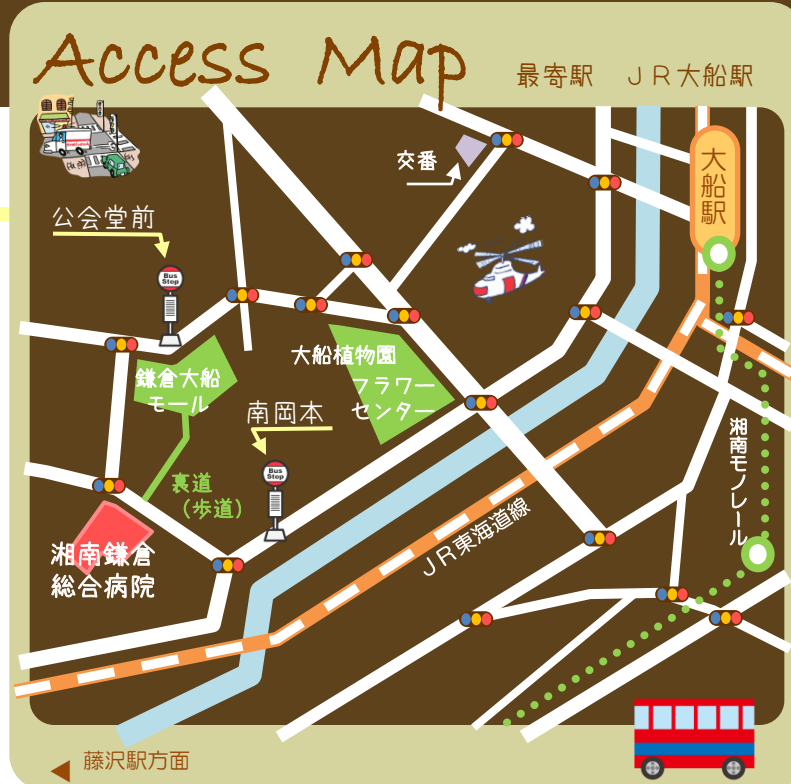 Access Map
最寄駅 JR大船駅
交番
大船駅
公会堂前
Bus
Stop
大船植物園
フラワー
センター
鎌倉大船
モール
南岡本
Bus
Stop
湘南モノレール
裏道
（歩道）
JR東海道線
湘南鎌倉
総合病院
藤沢駅方面